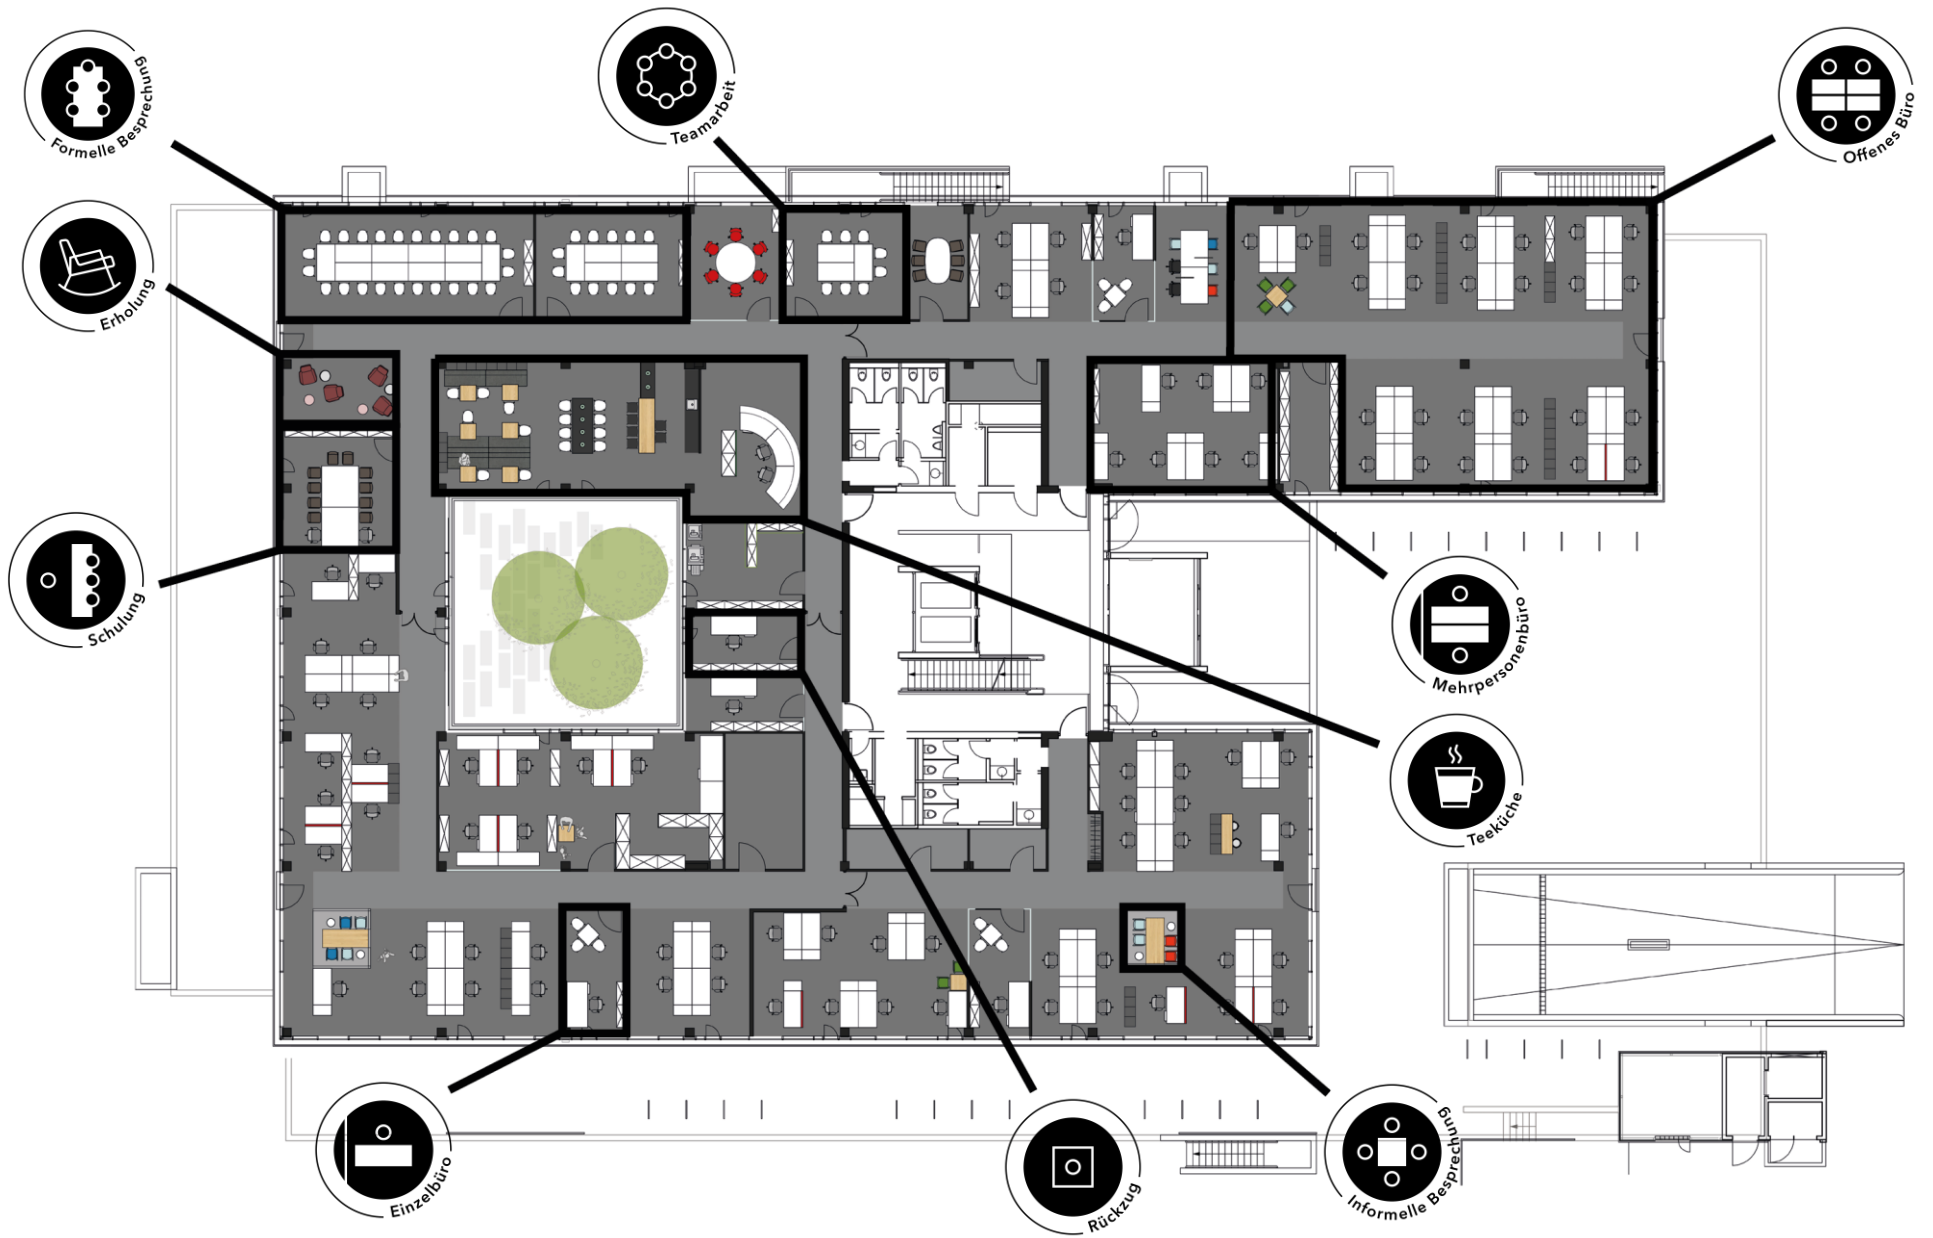 Formelle Besprechung
Teamarbeit
Offenes Büro
Erholung
Schulung
Mehrpersonenbüro
Teeküche
Einzelbüro
Rückzug
Informelle Besprechung